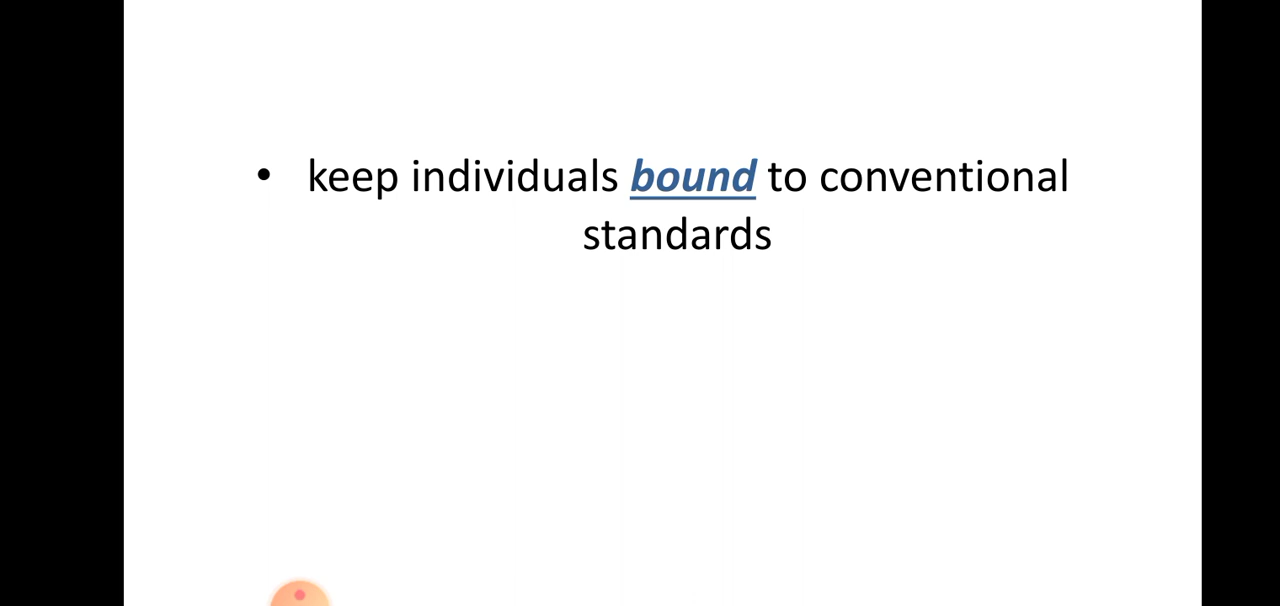 • keep individuals bound to conventional
standards